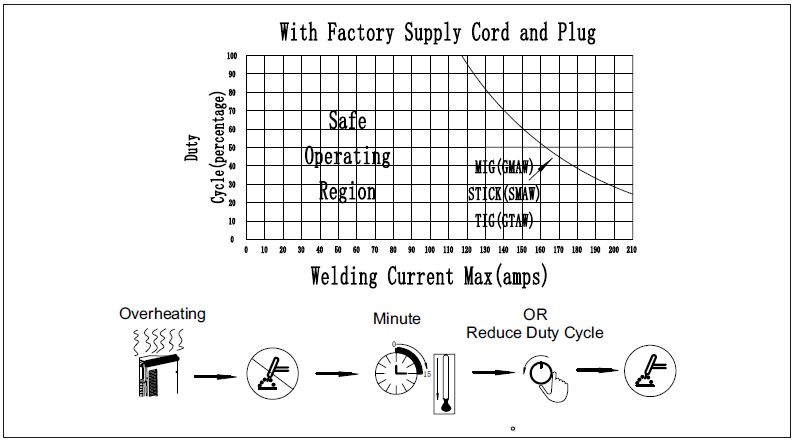 With Factory Supply Cord and Plug
100
90
80
70
60
50
40
30
20
10
0
Duty
Cycle(percentage)
Safe
Operating
Region
MIG(GMAW)
STICK(SMAW)
TIG(GTAW)
0 10 20 30 40 50 60 70 80 90 100 110 120 130 140 150 160 170 180 190 200 210
Welding Current Max(amps)
Overheating
Minute
OR
Reduce Duty Cycle
0
15